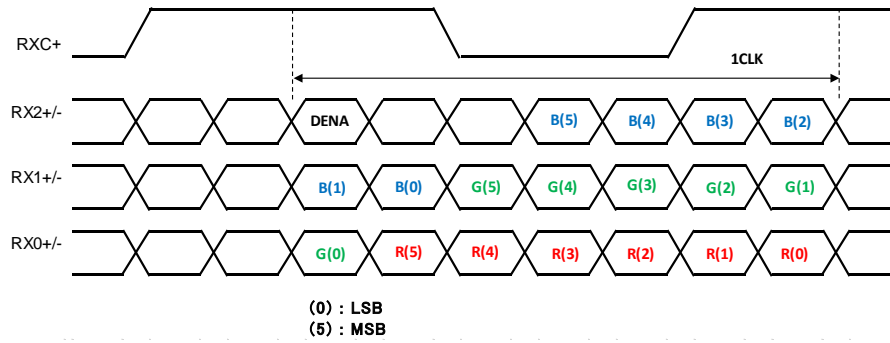 RXC+
1CLK
RX2+/- DENA B(5) B(4) B(3) B(2)
RX1+/- B(1) B(0) G(5) G(4) G(3) G(2) G(1)
RX0+/- G(0) R(5) R(4) R(3) R(2) R(1) R(0)
(0) : LSB
(5) : MSB